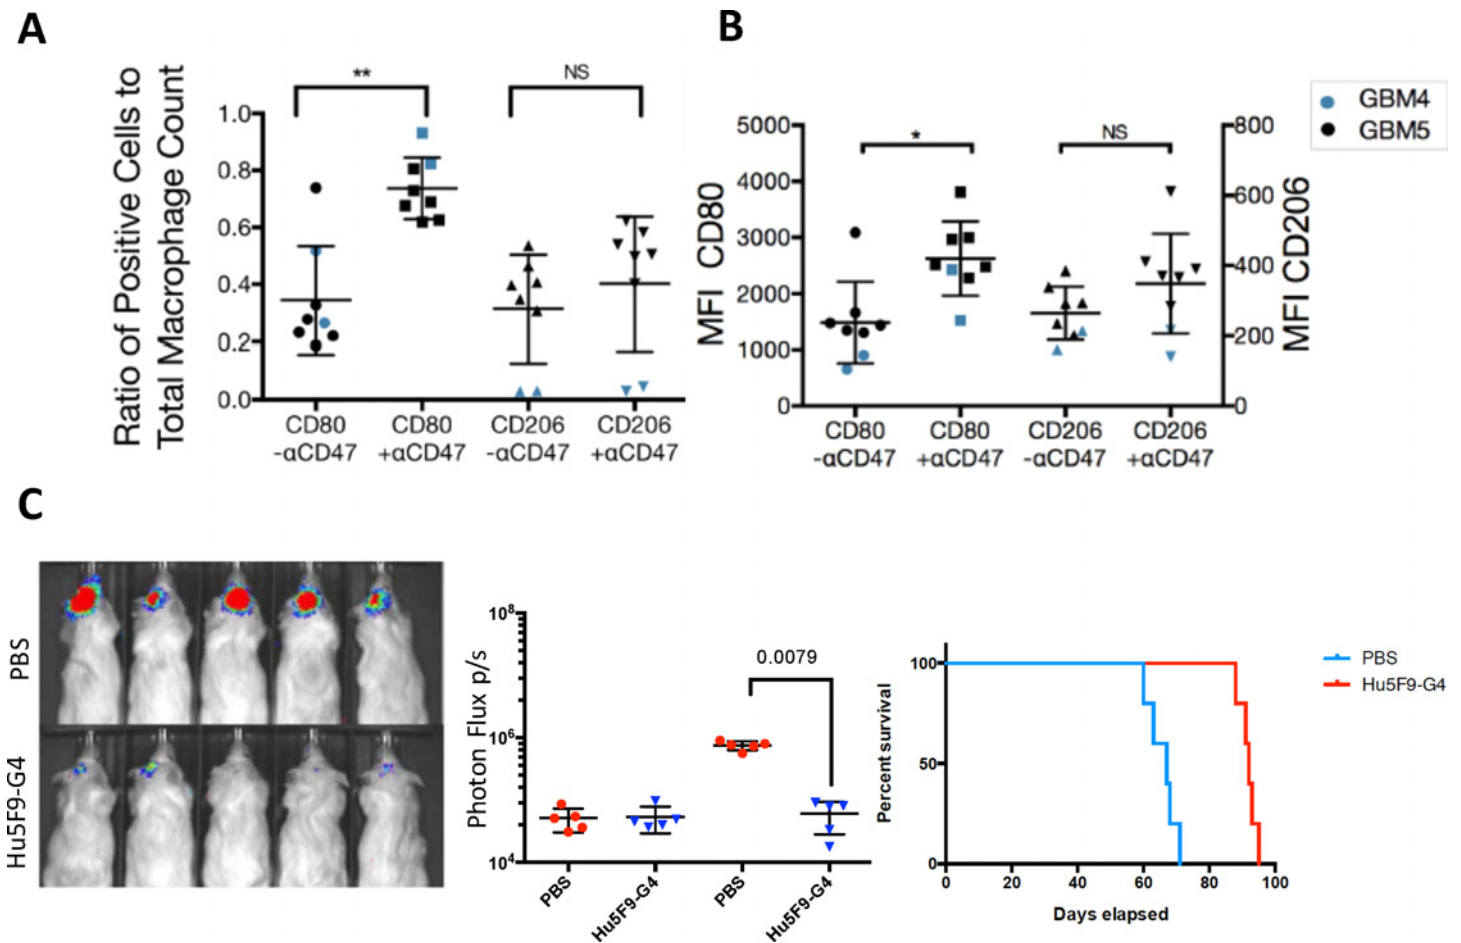 A
Ratio of Positive Cells to
Total Macrophage Count
**
NS
1.0
0.8
0.6
0.4
0.2
0.0
CD80
-αCD47
CD80
+αCD47
CD206
-αCD47
CD206
+αCD47
B
GBM4
GBM5
MFI CD80
*
NS
5000
4000
3000
2000
1000
0
800
600
400
200
0
MFI CD206
CD80
-αCD47
CD80
+αCD47
CD206
-αCD47
CD206
+αCD47
C
PBS
Hu5F9-G4
Photon Flux p/s
10⁸
10⁶
10⁴
0.0079
PBS
Hu5F9-G4
PBS
Hu5F9-G4
Percent survival
100
50
0
0 20 40 60 80 100
Days elapsed
PBS
Hu5F9-G4